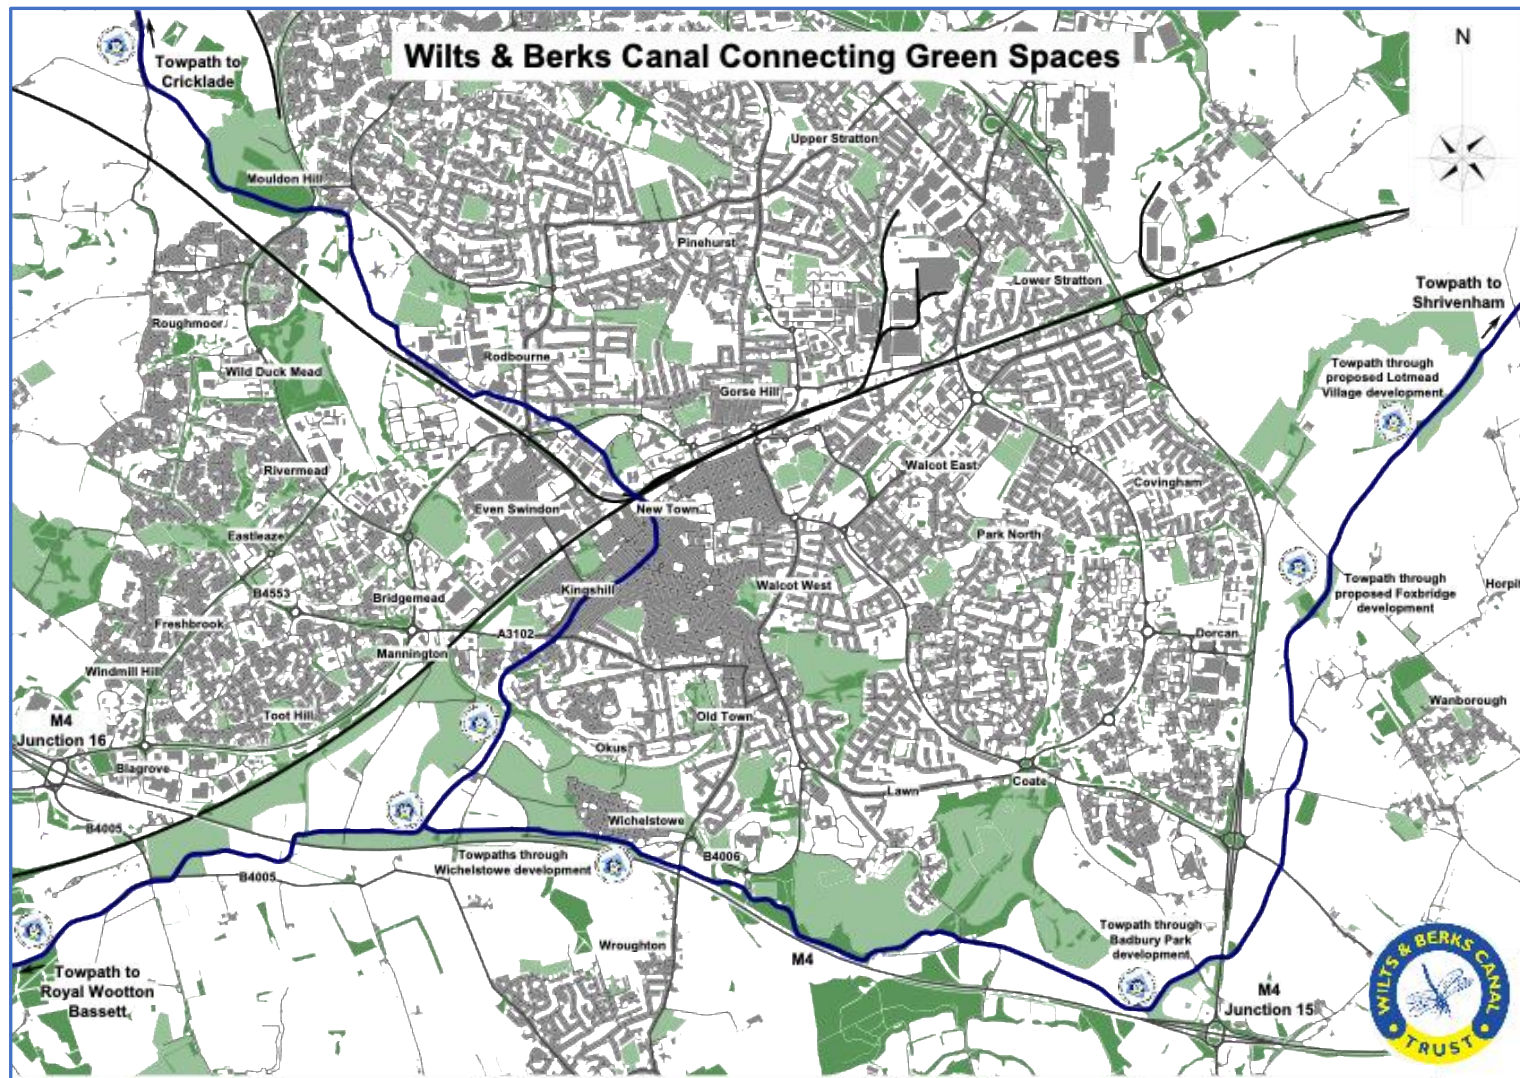 Wilts & Berks Canal Connecting Green Spaces
N
Towpath to
Cricklade
Upper Stratton
Mouldon Hill
Pinehurst
Lower Stratton
Towpath to
Shrivenham
Roughmoor
Rodbourne
Wild Duck Mead
Towpath through
proposed Lotmead
Village development
Gorse Hill
Rivermead
Walcot East
Covingham
Even Swindon
New Town
Eastleaze
Park North
B4553
Bridgemead
Kingshill
Walcot West
Towpath through
proposed Foxbridge
development
Horpit
Freshbrook
A3102
Dorcan
Mannington
Windmill Hill
Wanborough
M4
Junction 16
Toot Hill
Old Town
Okus
Blagrove
Coate
Lawn
B4005
Wichelstowe
Towpaths through
Wichelstowe development
B4006
B4005
Towpath through
Badbury Park
development
Wroughton
M4
Towpath to
Royal Wootton
Bassett
M4
Junction 15
WILTS & BERKS CANAL
TRUST